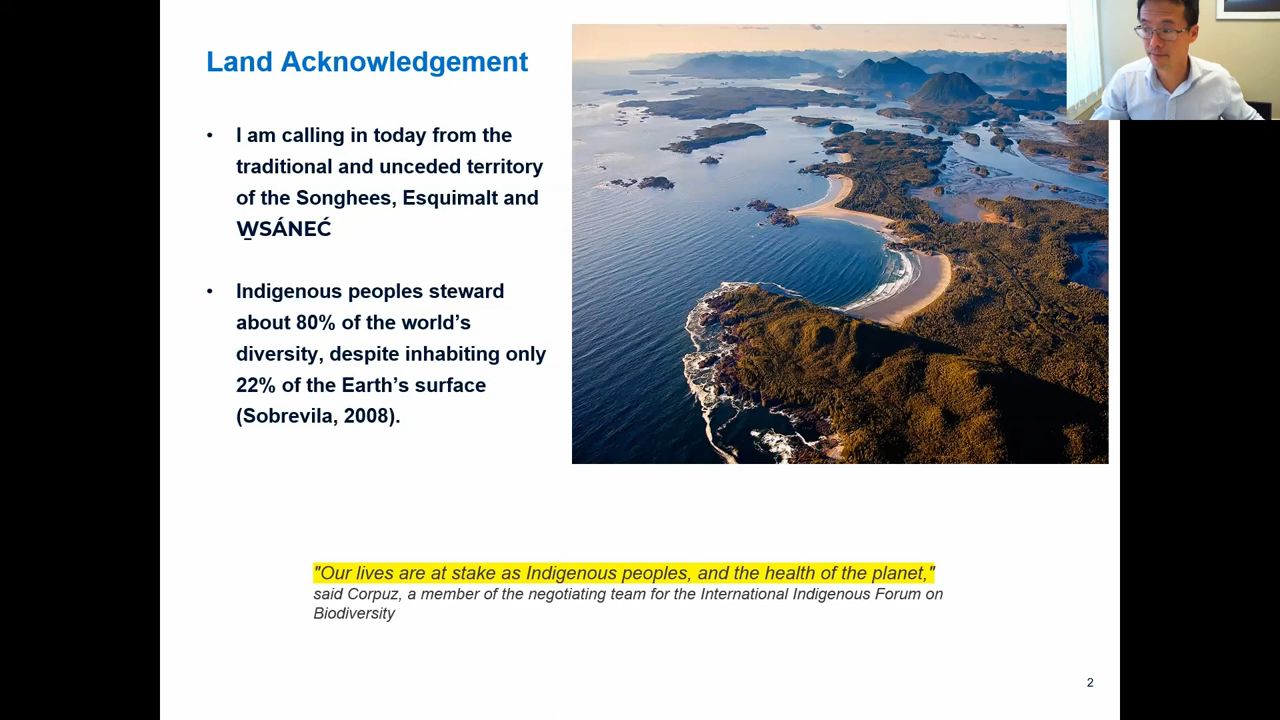 Land Acknowledgement
• I am calling in today from the
traditional and unceded territory
of the Songhees, Esquimalt and
W̱SÁNEĆ
• Indigenous peoples steward
about 80% of the world’s
diversity, despite inhabiting only
22% of the Earth’s surface
(Sobrevila, 2008).
"Our lives are at stake as Indigenous peoples, and the health of the planet,"
said Corpuz, a member of the negotiating team for the International Indigenous Forum on
Biodiversity
2